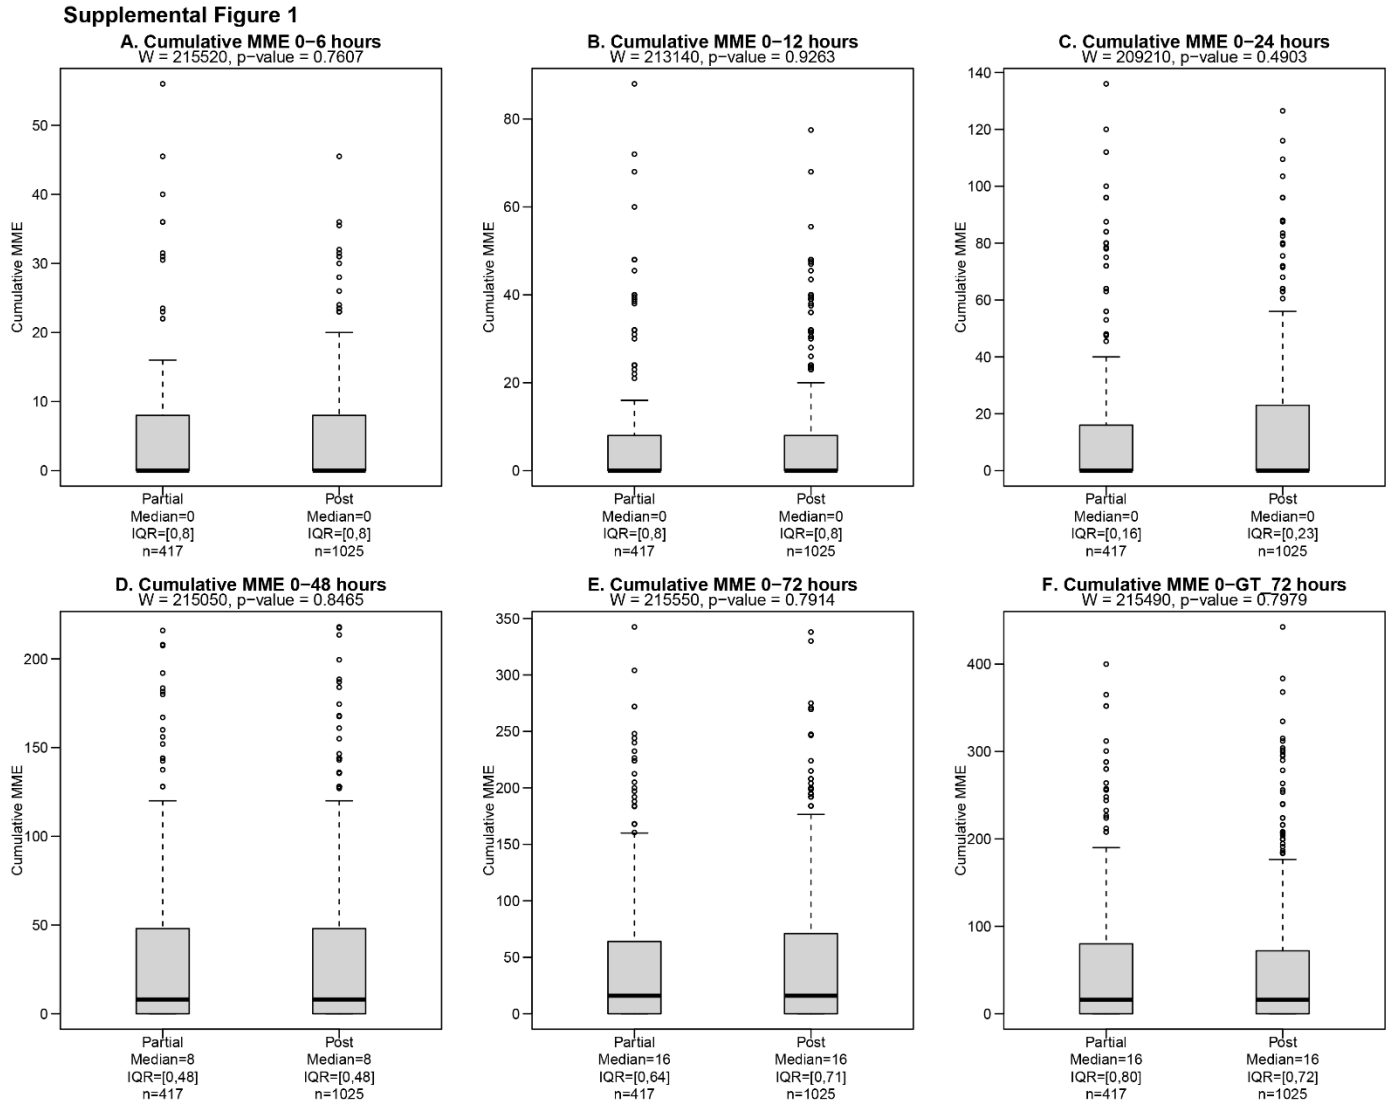 Supplemental Figure 1
A. Cumulative MME 0−6 hours
W = 215520, p−value = 0.7607
Cumulative MME
50
40
30
20
10
0
Partial
Median=0
IQR=[0,8]
n=417
Post
Median=0
IQR=[0,8]
n=1025
B. Cumulative MME 0−12 hours
W = 213140, p−value = 0.9263
Cumulative MME
80
60
40
20
0
Partial
Median=0
IQR=[0,8]
n=417
Post
Median=0
IQR=[0,8]
n=1025
C. Cumulative MME 0−24 hours
W = 209210, p−value = 0.4903
Cumulative MME
140
120
100
80
60
40
20
0
Partial
Median=0
IQR=[0,16]
n=417
Post
Median=0
IQR=[0,23]
n=1025
D. Cumulative MME 0−48 hours
W = 215050, p−value = 0.8465
Cumulative MME
200
150
100
50
0
Partial
Median=8
IQR=[0,48]
n=417
Post
Median=8
IQR=[0,48]
n=1025
E. Cumulative MME 0−72 hours
W = 215550, p−value = 0.7914
Cumulative MME
350
300
250
200
150
100
50
0
Partial
Median=16
IQR=[0,64]
n=417
Post
Median=16
IQR=[0,71]
n=1025
F. Cumulative MME 0−GT_72 hours
W = 215490, p−value = 0.7979
Cumulative MME
400
300
200
100
0
Partial
Median=16
IQR=[0,80]
n=417
Post
Median=16
IQR=[0,72]
n=1025